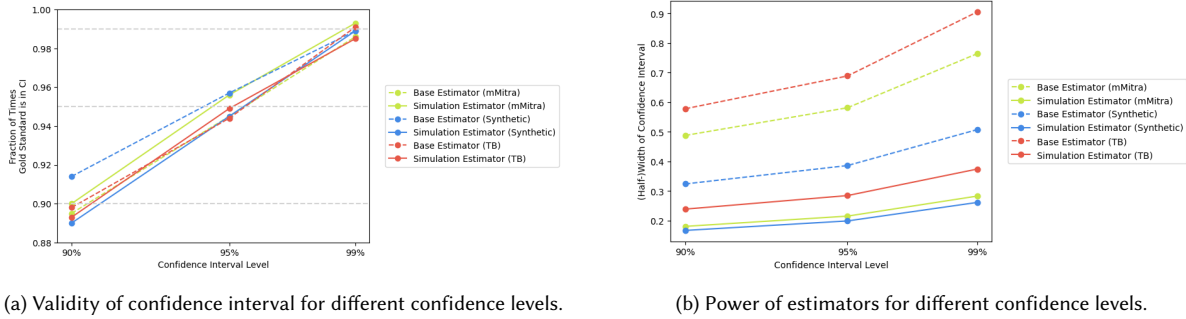 1.00
0.98
0.96
0.94
0.92
0.90
0.88
Fraction of Times
Gold Standard is in CI
90%
95%
99%
Confidence Interval Level
Base Estimator (mMitra)
Simulation Estimator (mMitra)
Base Estimator (Synthetic)
Simulation Estimator (Synthetic)
Base Estimator (TB)
Simulation Estimator (TB)
(a) Validity of confidence interval for different confidence levels.
0.9
0.8
0.7
0.6
0.5
0.4
0.3
0.2
(Half-)Width of Confidence Interval
90%
95%
99%
Confidence Interval Level
Base Estimator (mMitra)
Simulation Estimator (mMitra)
Base Estimator (Synthetic)
Simulation Estimator (Synthetic)
Base Estimator (TB)
Simulation Estimator (TB)
(b) Power of estimators for different confidence levels.